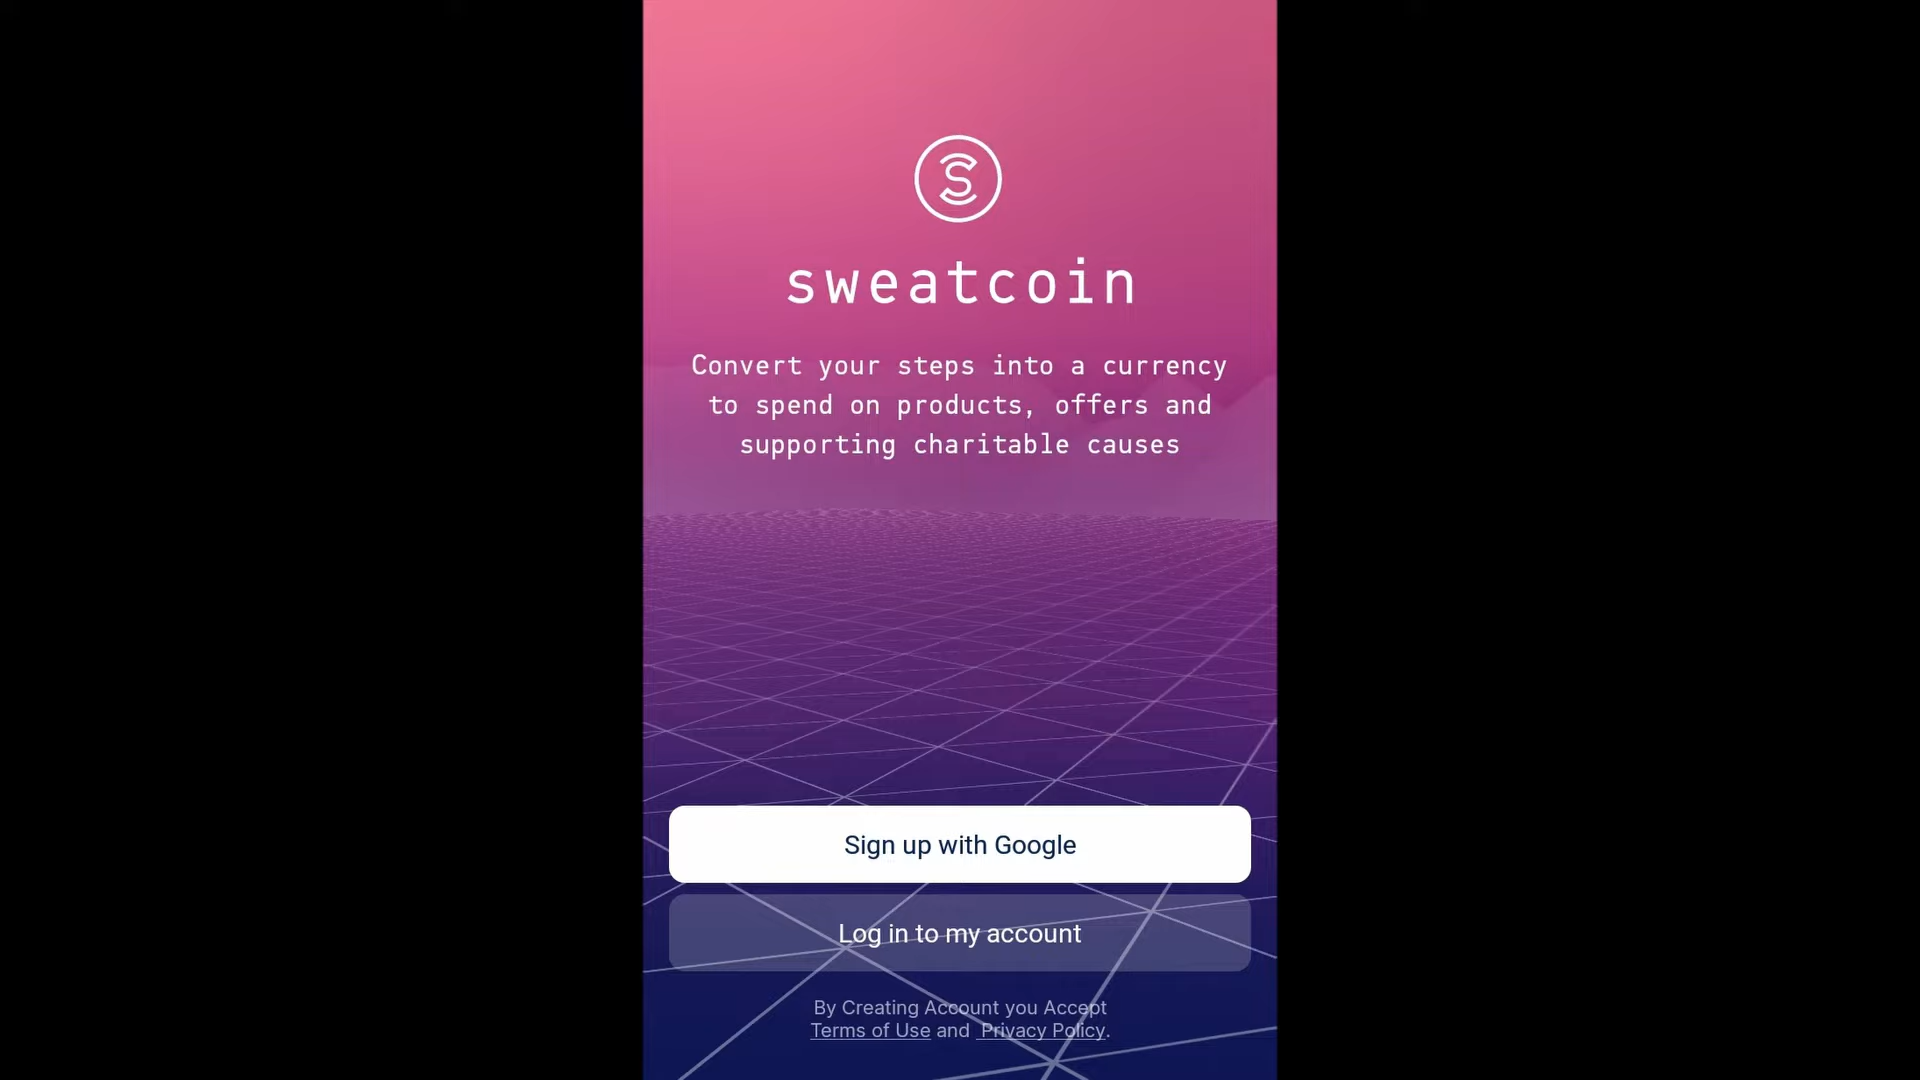 sweatcoin
Convert your steps into a currency
to spend on products, offers and
supporting charitable causes
Sign up with Google
Log in to my account
By Creating Account you Accept
Terms of Use and Privacy Policy.